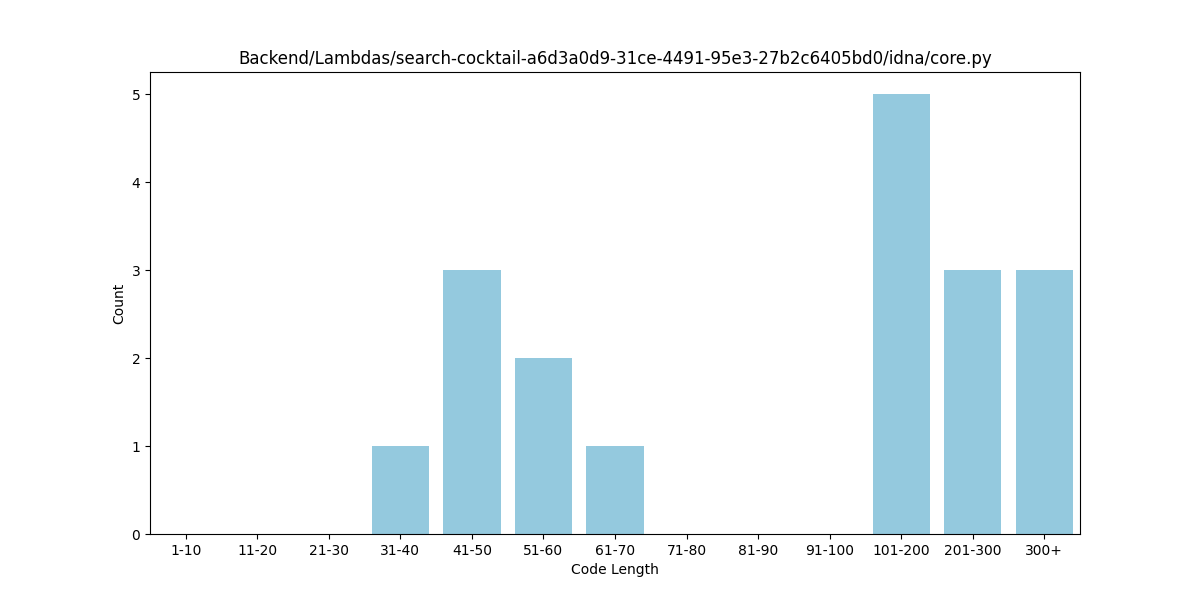 Backend/Lambdas/search-cocktail-a6d3a0d9-31ce-4491-95e3-27b2c6405bd0/idna/core.py
Count
5
4
3
2
1
0
1-10 11-20 21-30 31-40 41-50 51-60 61-70 71-80 81-90 91-100 101-200 201-300 300+
Code Length